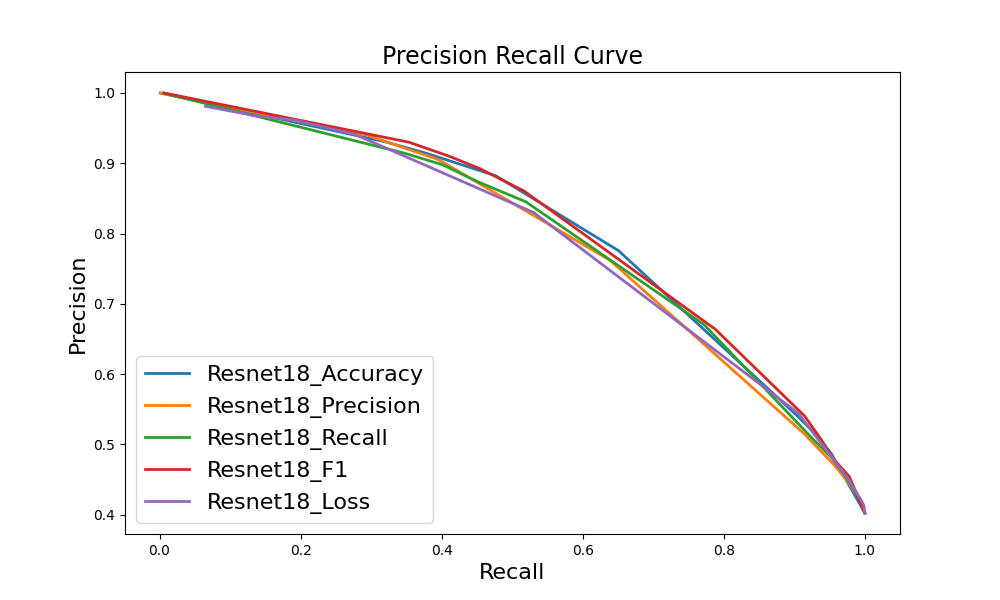 Precision Recall Curve
1.0
0.9
0.8
0.7
0.6
0.5
0.4
Precision
Resnet18_Accuracy
Resnet18_Precision
Resnet18_Recall
Resnet18_F1
Resnet18_Loss
0.0 0.2 0.4 0.6 0.8 1.0
Recall